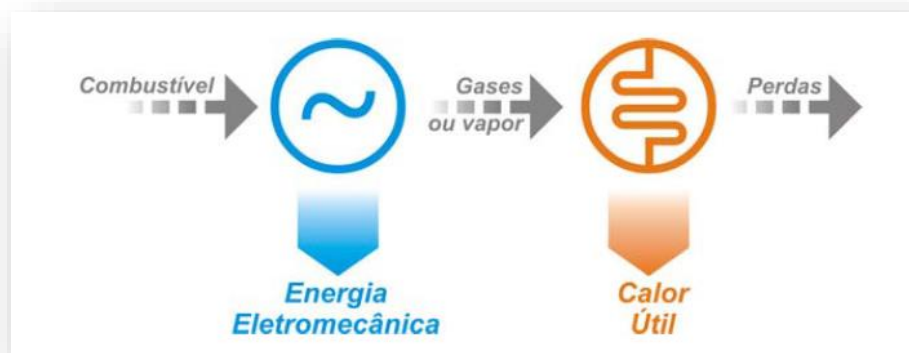 Combustível
Gases
ou vapor
Perdas
Energia
Eletromecânica
Calor
Útil